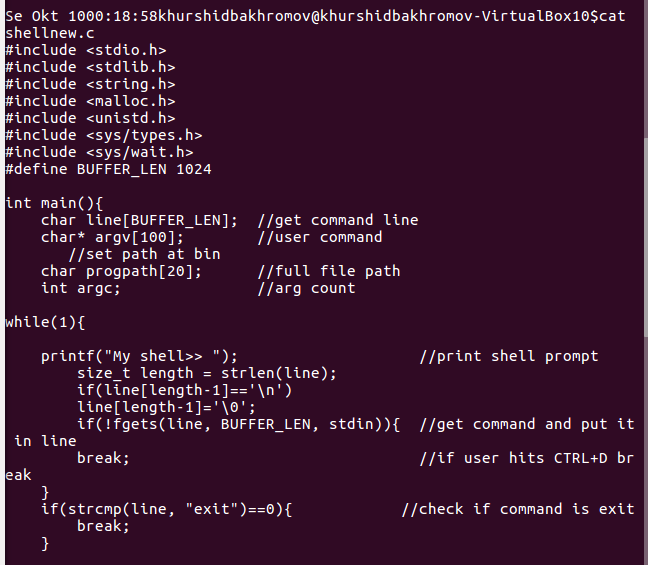 Se Okt 1000:18:58khurshidbakhromov@khurshidbakhromov-VirtualBox10$cat
shellnew.c
#include <stdio.h>
#include <stdlib.h>
#include <string.h>
#include <malloc.h>
#include <unistd.h>
#include <sys/types.h>
#include <sys/wait.h>
#define BUFFER_LEN 1024

int main(){
    char line[BUFFER_LEN];  //get command line
    char* argv[100];        //user command
       //set path at bin
    char progpath[20];      //full file path
    int argc;               //arg count

while(1){

    printf("My shell>> ");                    //print shell prompt
        size_t length = strlen(line);
        if(line[length-1]=='\n')
        line[length-1]='\0';
        if(!fgets(line, BUFFER_LEN, stdin)){  //get command and put it
 in line
        break;                                //if user hits CTRL+D br
eak
    }
    if(strcmp(line, "exit")==0){            //check if command is exit
        break;
    }